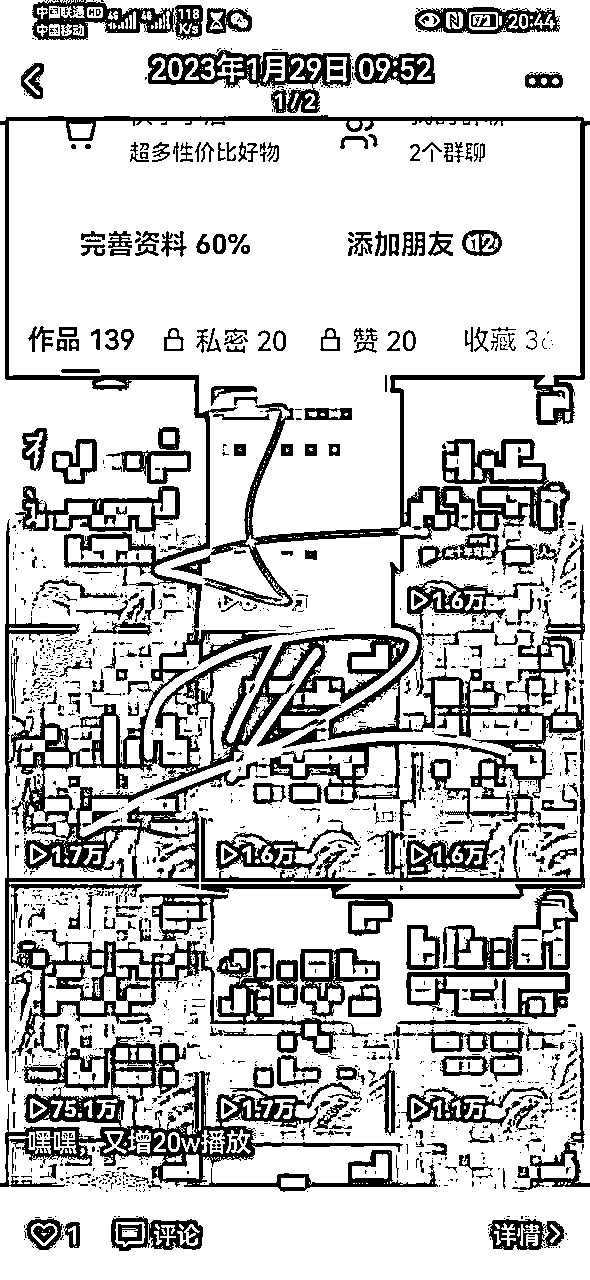 中国联通 HD 4G 4G 118 K/s 72 20:44
中国移动
2023年1月29日 09:52
1/2
超多性价比好物 2个群聊
完善资料 60% 添加朋友 12
作品 139 私密 20 赞 20 收藏 36
1.6万
1.7万 1.6万 1.6万
75.1万 1.7万 1.1万
嘿嘿，又增20w播放
1 评论 详情